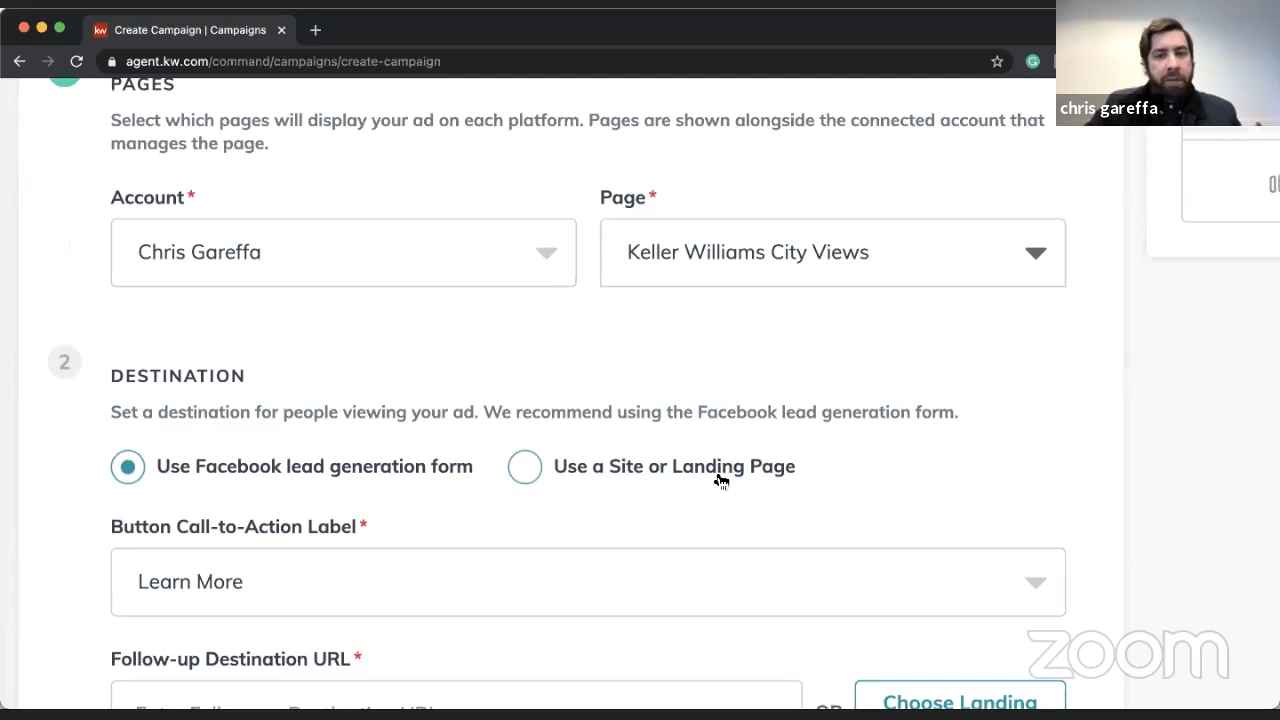 kw Create Campaign | Campaigns
agent.kw.com/command/campaigns/create-campaign
chris gareffa
PAGES
Select which pages will display your ad on each platform. Pages are shown alongside the connected account that
manages the page.
Account* Page*
Chris Gareffa Keller Williams City Views
2
DESTINATION
Set a destination for people viewing your ad. We recommend using the Facebook lead generation form.
Use Facebook lead generation form Use a Site or Landing Page
Button Call-to-Action Label*
Learn More
zoom
Follow-up Destination URL*
Choose Landing